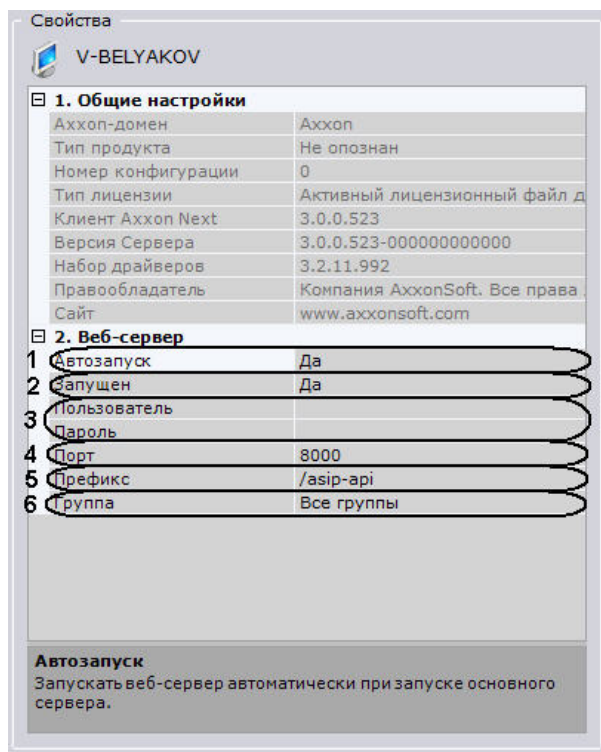 Свойства
V-BELYAKOV
1. Общие настройки
Аххоп-домен Axxon
Тип продукта Не опознан
Номер конфигурации 0
Тип лицензии Активный лицензионный файл д
Клиент Axxon Next 3.0.0.523
Версия Сервера 3.0.0.523-000000000000
Набор драйверов 3.2.11.992
Правообладатель Компания AxxonSoft. Все права
Сайт www.axxonsoft.com
2. Веб-сервер
1 Автозапуск Да
2 Запущен Да
3 Пользователь
Пароль
4 Порт 8000
5 Префикс /asip-api
6 Группа Все группы
Автозапуск
Запускать веб-сервер автоматически при запуске основного
сервера.